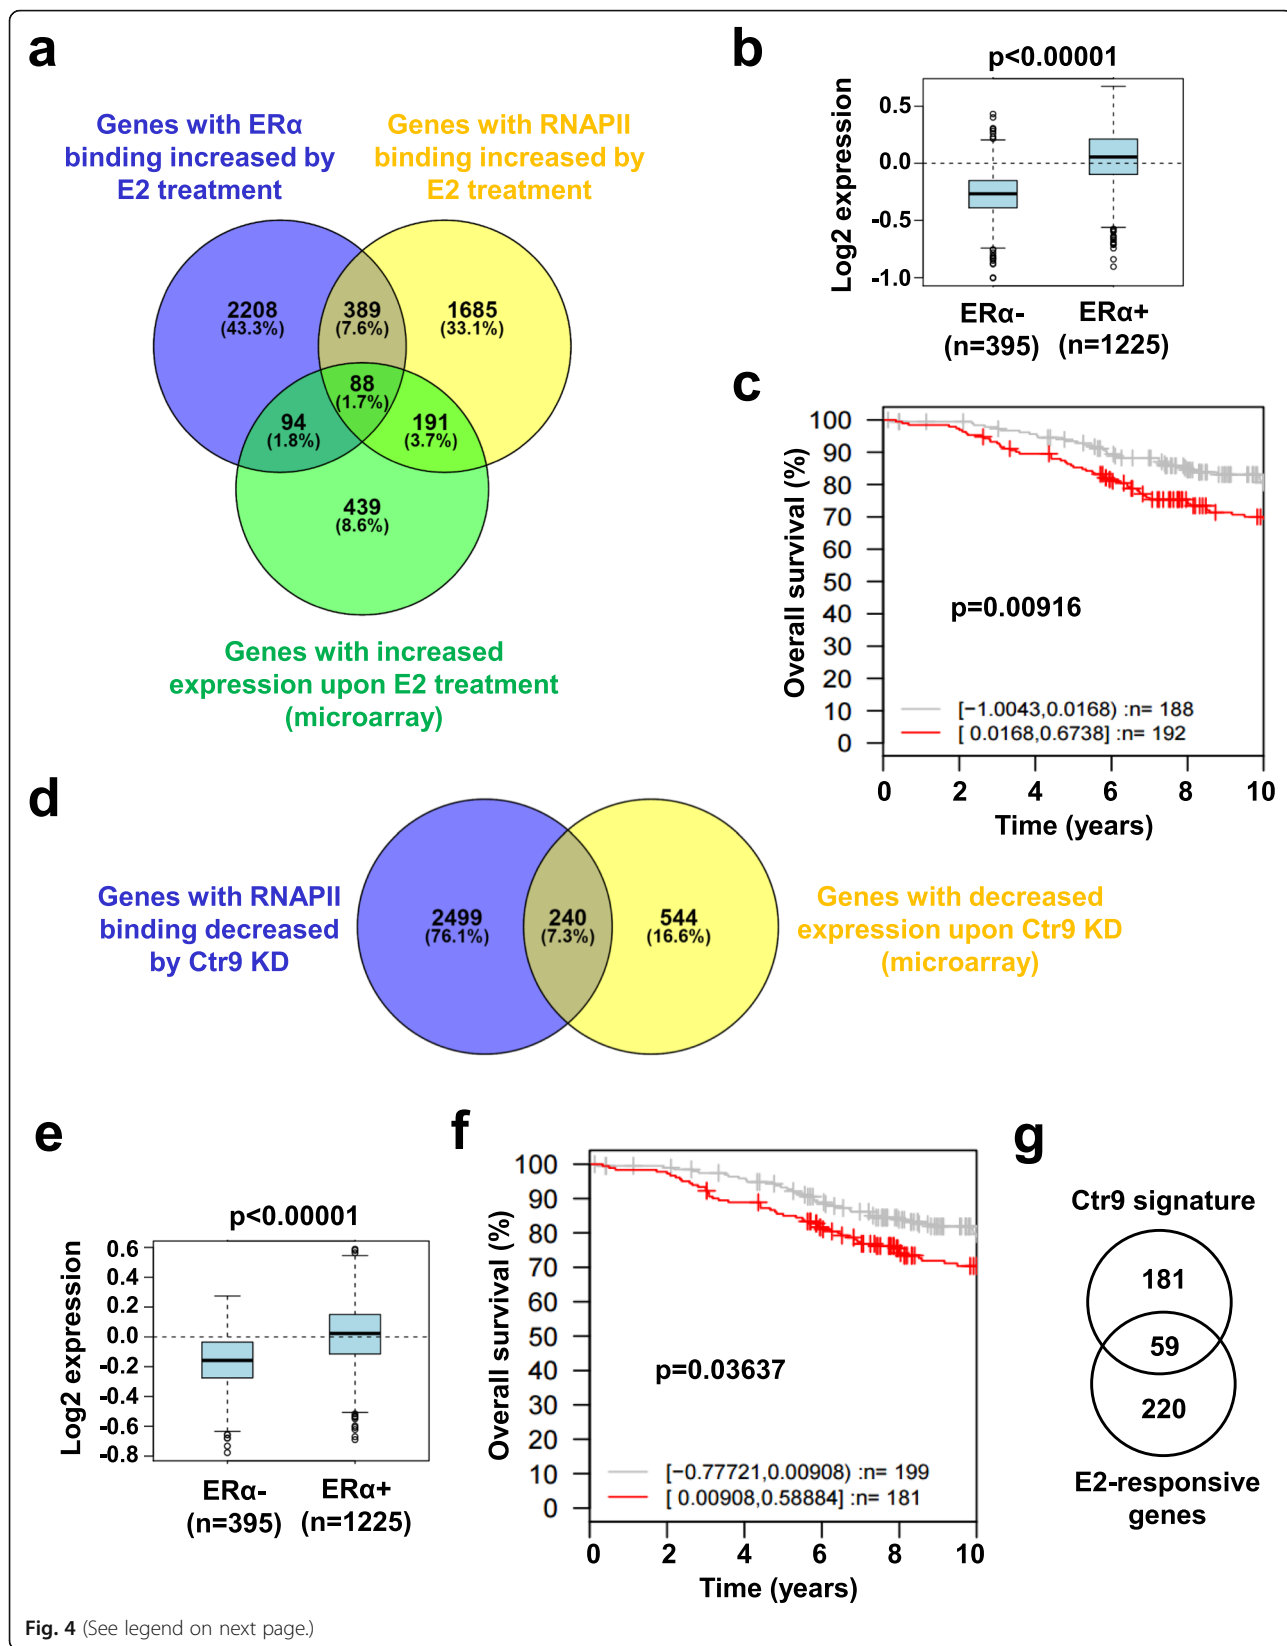 a
Genes with ERα
binding increased by
E2 treatment
Genes with RNAPII
binding increased by
E2 treatment
2208
(43.3%)
389
(7.6%)
1685
(33.1%)
88
(1.7%)
94
(1.8%)
191
(3.7%)
439
(8.6%)
Genes with increased
expression upon E2 treatment
(microarray)
b
p<0.00001
Log2 expression
0.5
0.0
-0.5
-1.0
ERα-
(n=395)
ERα+
(n=1225)
c
Overall survival (%)
100
90
80
70
60
50
40
30
20
10
0
p=0.00916
[−1.0043,0.0168) :n= 188
[ 0.0168,0.6738] :n= 192
0 2 4 6 8 10
Time (years)
d
Genes with RNAPII
binding decreased
by Ctr9 KD
2499
(76.1%)
240
(7.3%)
544
(16.6%)
Genes with decreased
expression upon Ctr9 KD
(microarray)
e
p<0.00001
Log2 expression
0.6
0.4
0.2
0.0
-0.2
-0.4
-0.6
-0.8
ERα-
(n=395)
ERα+
(n=1225)
f
Overall survival (%)
100
90
80
70
60
50
40
30
20
10
0
p=0.03637
[−0.77721,0.00908) :n= 199
[ 0.00908,0.58884] :n= 181
0 2 4 6 8 10
Time (years)
g
Ctr9 signature
181
59
220
E2-responsive
genes
Fig. 4 (See legend on next page.)